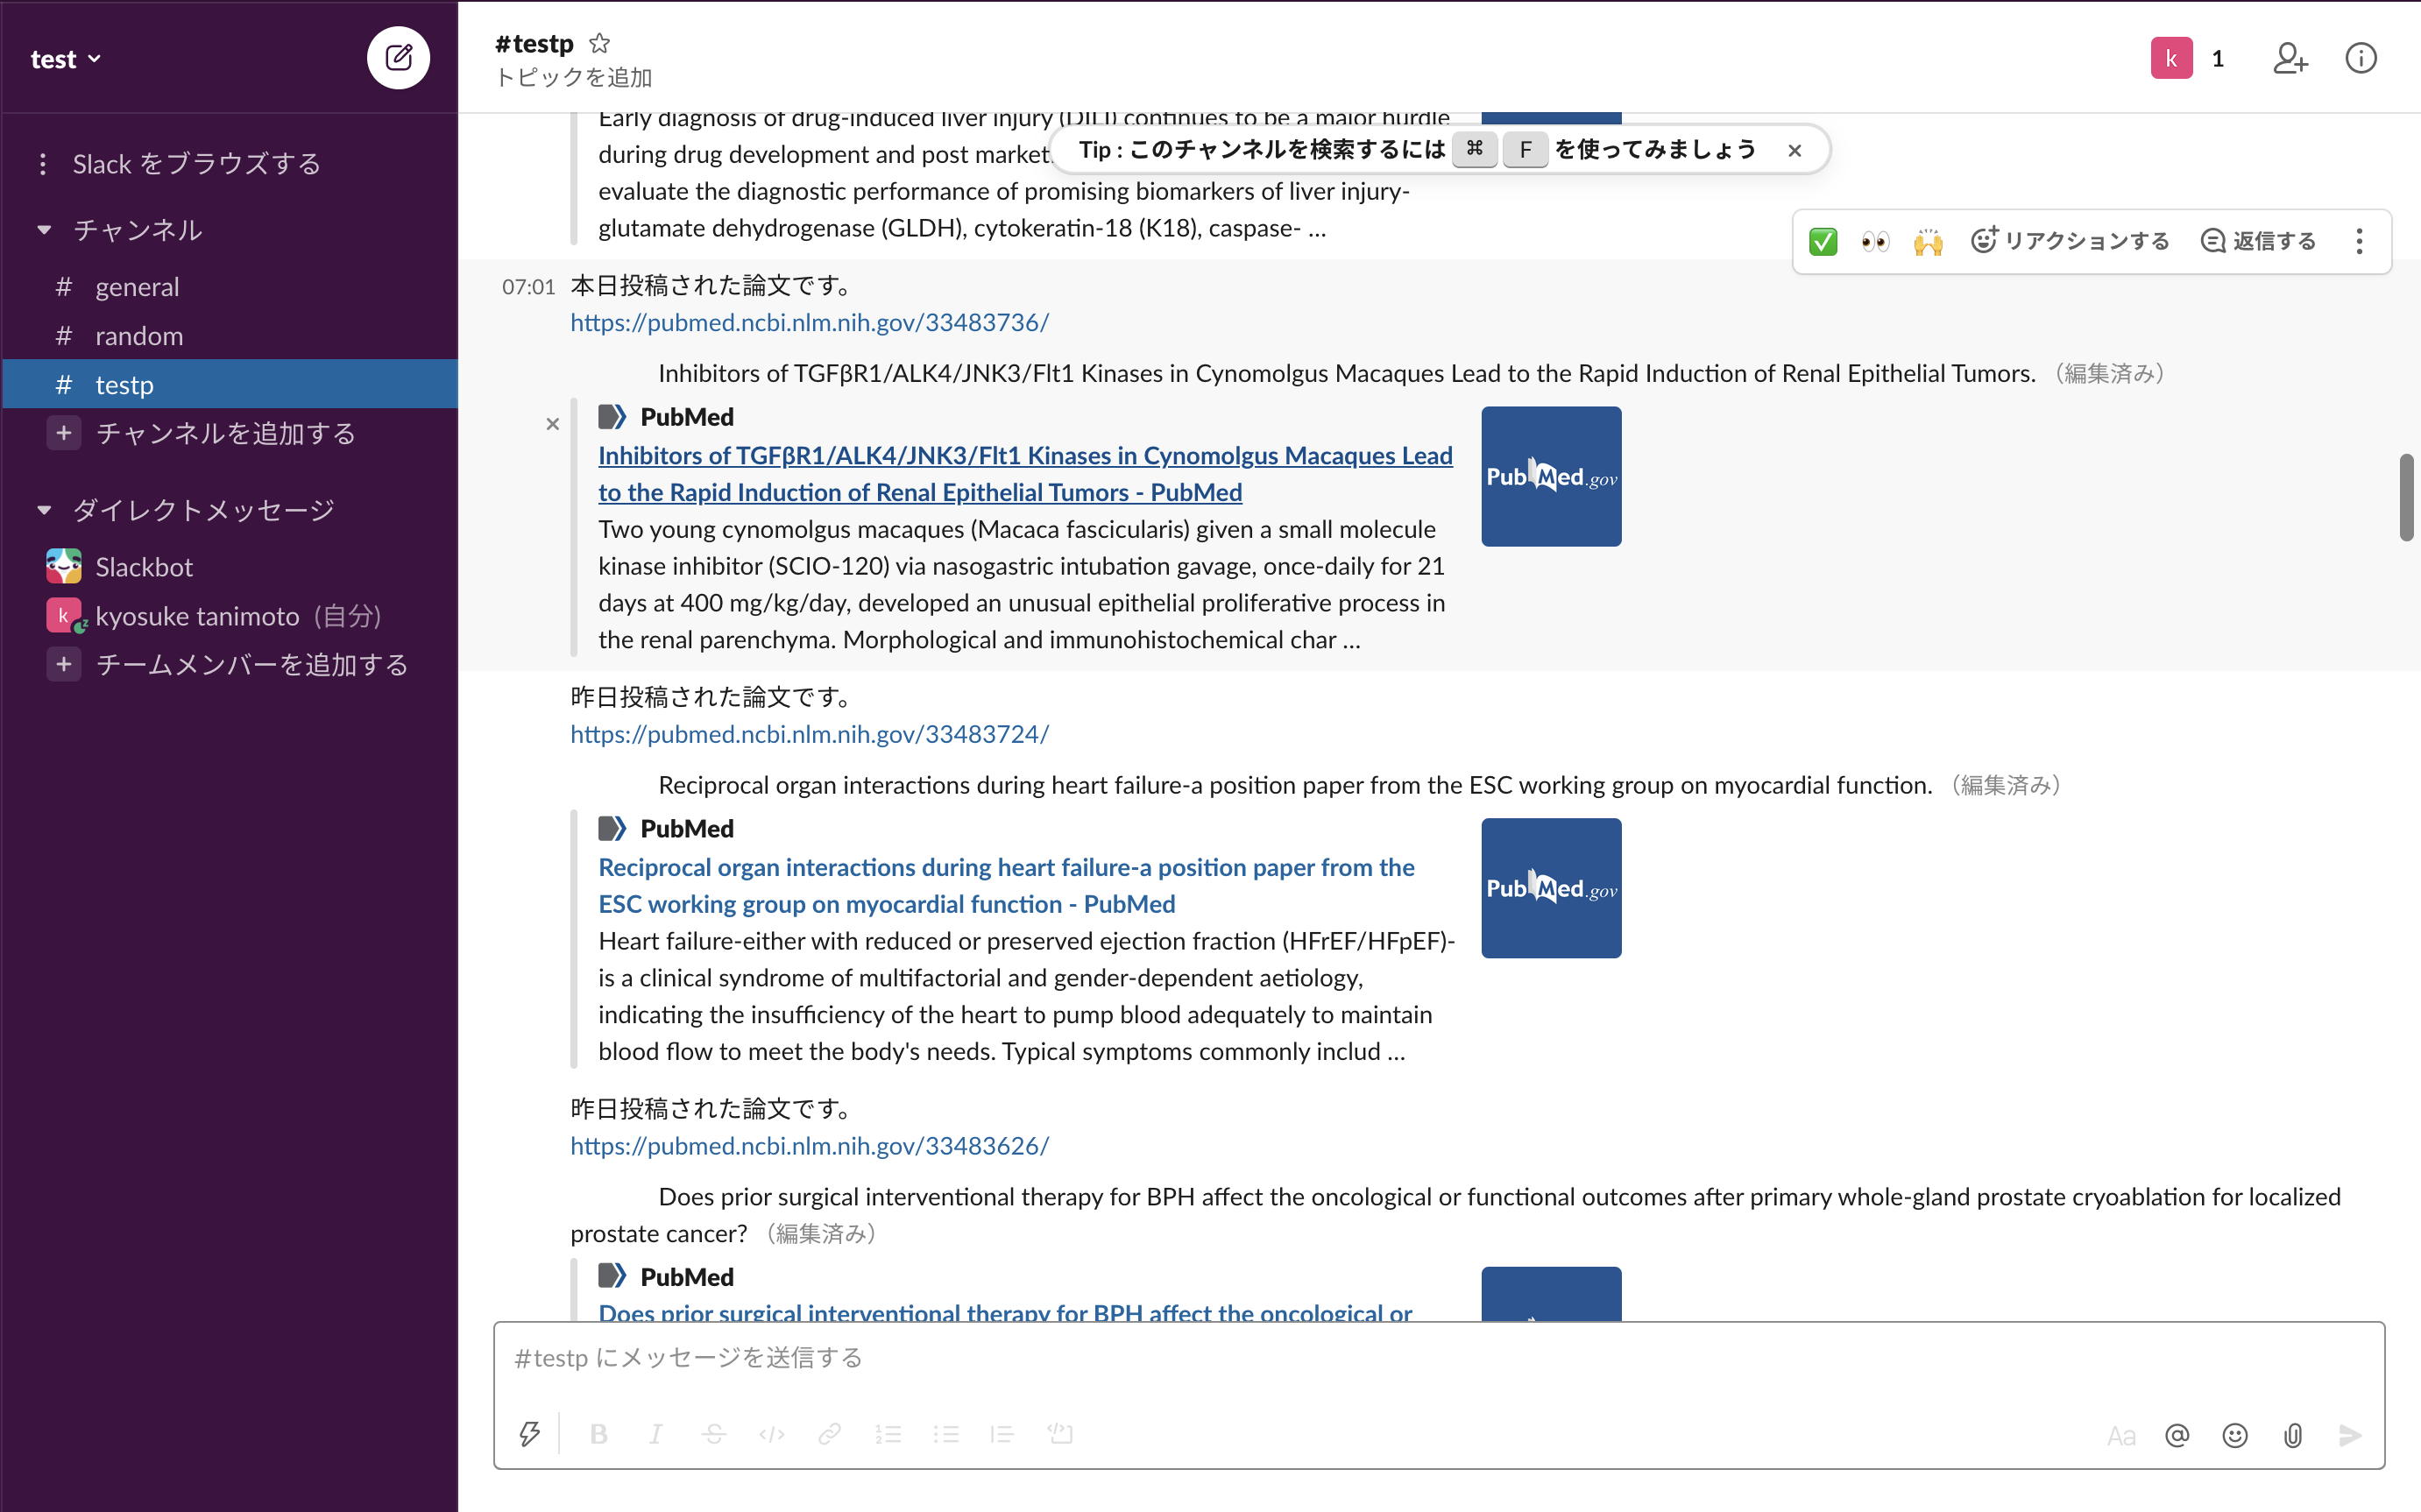 test
Slack をブラウズする
チャンネル
# general
# random
# testp
+ チャンネルを追加する
ダイレクトメッセージ
Slackbot
k kyosuke tanimoto (自分)
+ チームメンバーを追加する
#testp
トピックを追加
k 1
Early diagnosis of drug-induced liver injury (DILI) continues to be a major hurdle
during drug development and post market
Tip : このチャンネルを検索するには ⌘ F を使ってみましょう ×
evaluate the diagnostic performance of promising biomarkers of liver injury-
glutamate dehydrogenase (GLDH), cytokeratin-18 (K18), caspase- ...
リアクションする 返信する
07:01 本日投稿された論文です。
https://pubmed.ncbi.nlm.nih.gov/33483736/
Inhibitors of TGFβR1/ALK4/JNK3/Flt1 Kinases in Cynomolgus Macaques Lead to the Rapid Induction of Renal Epithelial Tumors. （編集済み）
PubMed
Inhibitors of TGFβR1/ALK4/JNK3/Flt1 Kinases in Cynomolgus Macaques Lead
to the Rapid Induction of Renal Epithelial Tumors - PubMed
PubMed.gov
Two young cynomolgus macaques (Macaca fascicularis) given a small molecule
kinase inhibitor (SCIO-120) via nasogastric intubation gavage, once-daily for 21
days at 400 mg/kg/day, developed an unusual epithelial proliferative process in
the renal parenchyma. Morphological and immunohistochemical char ...
昨日投稿された論文です。
https://pubmed.ncbi.nlm.nih.gov/33483724/
Reciprocal organ interactions during heart failure-a position paper from the ESC working group on myocardial function. （編集済み）
PubMed
Reciprocal organ interactions during heart failure-a position paper from the
ESC working group on myocardial function - PubMed
PubMed.gov
Heart failure-either with reduced or preserved ejection fraction (HFrEF/HFpEF)-
is a clinical syndrome of multifactorial and gender-dependent aetiology,
indicating the insufficiency of the heart to pump blood adequately to maintain
blood flow to meet the body's needs. Typical symptoms commonly includ ...
昨日投稿された論文です。
https://pubmed.ncbi.nlm.nih.gov/33483626/
Does prior surgical interventional therapy for BPH affect the oncological or functional outcomes after primary whole-gland prostate cryoablation for localized
prostate cancer? （編集済み）
PubMed
Does prior surgical interventional therapy for BPH affect the oncological or
#testp にメッセージを送信する
B I S </> Aa @